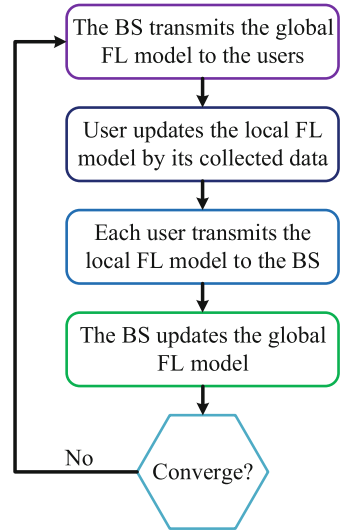 The BS transmits the global
FL model to the users
User updates the local FL
model by its collected data
Each user transmits the
local FL model to the BS
The BS updates the global
FL model
No
Converge?